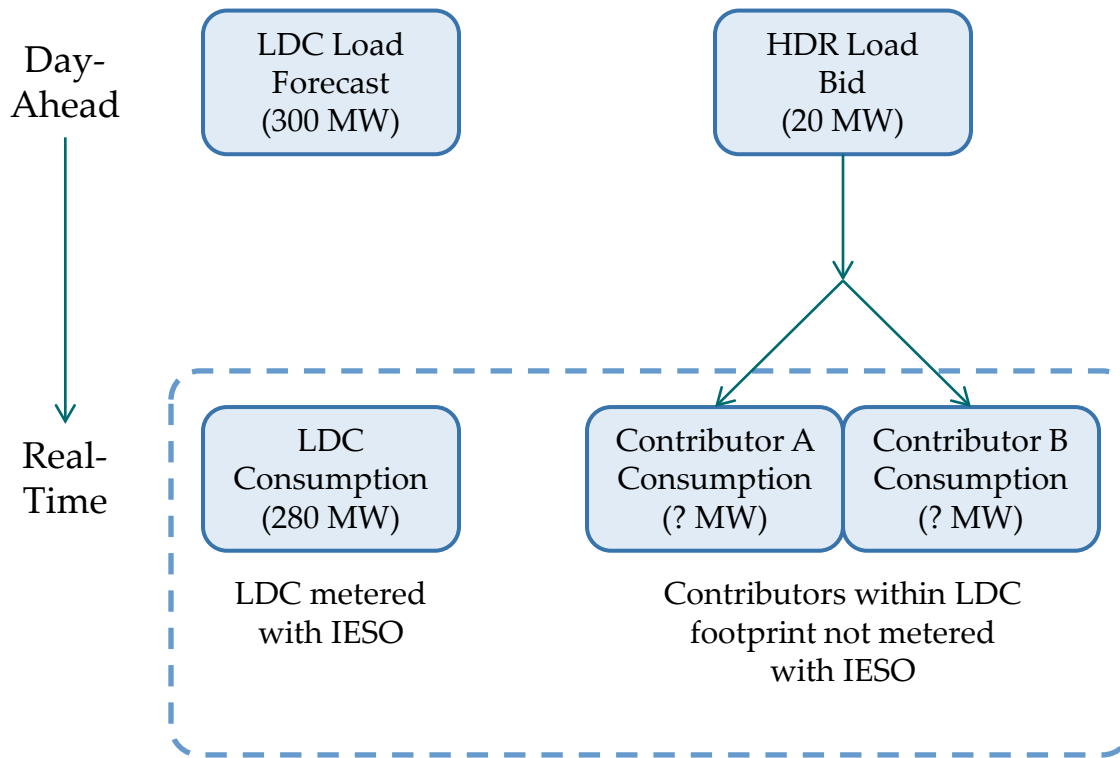 Day-
Ahead
LDC Load
Forecast
(300 MW)
HDR Load
Bid
(20 MW)
Real-
Time
LDC
Consumption
(280 MW)
Contributor A
Consumption
(? MW)
Contributor B
Consumption
(? MW)
LDC metered
with IESO
Contributors within LDC
footprint not metered
with IESO